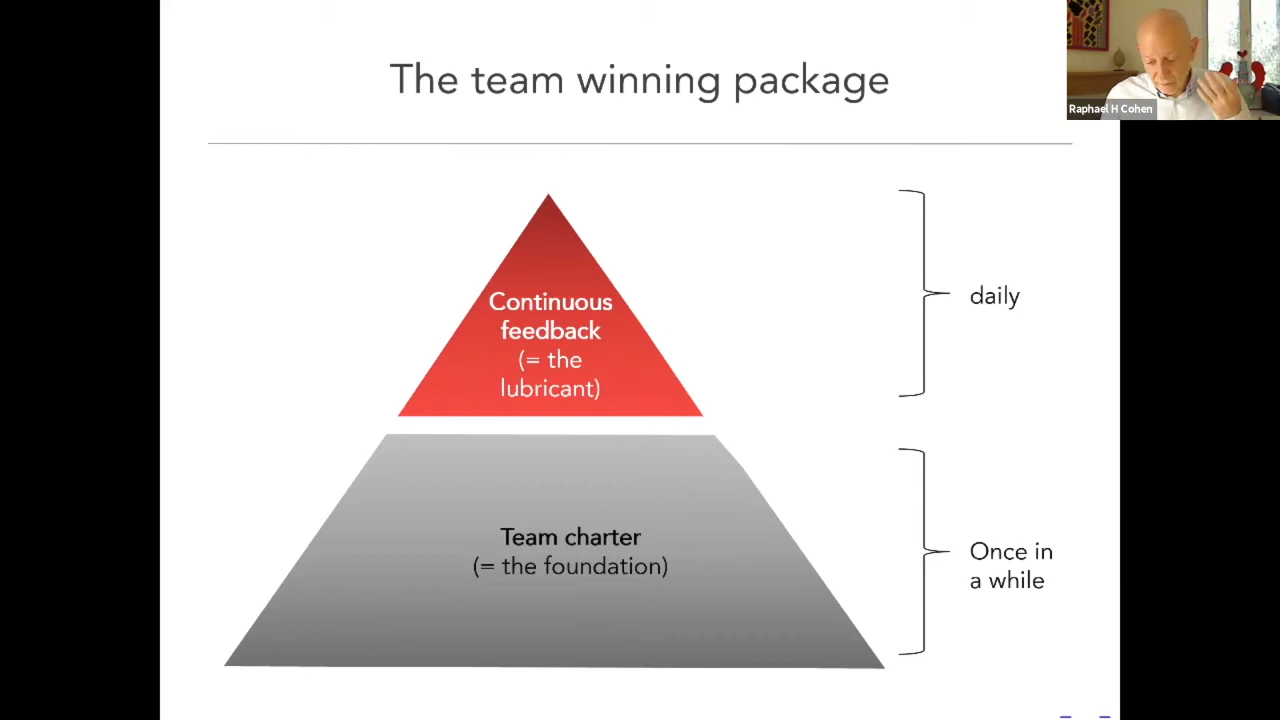 The team winning package
Raphael H Cohen
Continuous
feedback
(= the
lubricant)
daily
Team charter
(= the foundation)
Once in
a while